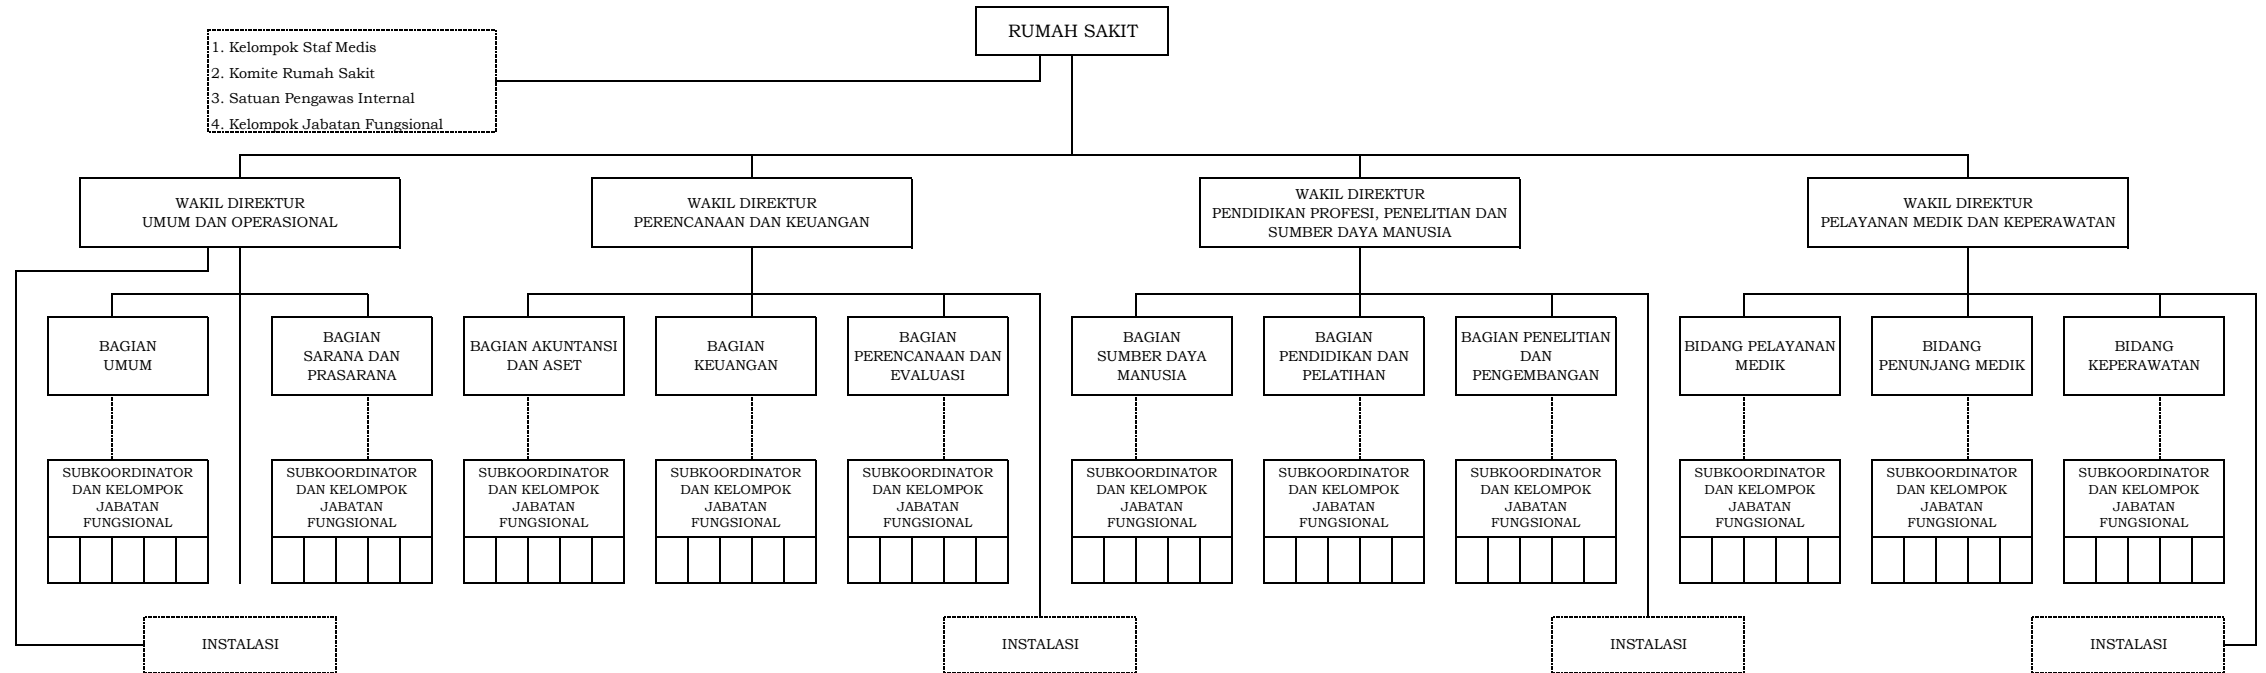 RUMAH SAKIT
1. Kelompok Staf Medis
2. Komite Rumah Sakit
3. Satuan Pengawas Internal
4. Kelompok Jabatan Fungsional
WAKIL DIREKTUR
UMUM DAN OPERASIONAL
WAKIL DIREKTUR
PERENCANAAN DAN KEUANGAN
WAKIL DIREKTUR
PENDIDIKAN PROFESI, PENELITIAN DAN
SUMBER DAYA MANUSIA
WAKIL DIREKTUR
PELAYANAN MEDIK DAN KEPERAWATAN
BAGIAN
UMUM
BAGIAN
SARANA DAN
PRASARANA
BAGIAN AKUNTANSI
DAN ASET
BAGIAN
KEUANGAN
BAGIAN
PERENCANAAN DAN
EVALUASI
BAGIAN
SUMBER DAYA
MANUSIA
BAGIAN
PENDIDIKAN DAN
PELATIHAN
BAGIAN PENELITIAN
DAN
PENGEMBANGAN
BIDANG PELAYANAN
MEDIK
BIDANG
PENUNJANG MEDIK
BIDANG
KEPERAWATAN
SUBKOORDINATOR
DAN KELOMPOK
JABATAN
FUNGSIONAL
SUBKOORDINATOR
DAN KELOMPOK
JABATAN
FUNGSIONAL
SUBKOORDINATOR
DAN KELOMPOK
JABATAN
FUNGSIONAL
SUBKOORDINATOR
DAN KELOMPOK
JABATAN
FUNGSIONAL
SUBKOORDINATOR
DAN KELOMPOK
JABATAN
FUNGSIONAL
SUBKOORDINATOR
DAN KELOMPOK
JABATAN
FUNGSIONAL
SUBKOORDINATOR
DAN KELOMPOK
JABATAN
FUNGSIONAL
SUBKOORDINATOR
DAN KELOMPOK
JABATAN
FUNGSIONAL
SUBKOORDINATOR
DAN KELOMPOK
JABATAN
FUNGSIONAL
SUBKOORDINATOR
DAN KELOMPOK
JABATAN
FUNGSIONAL
SUBKOORDINATOR
DAN KELOMPOK
JABATAN
FUNGSIONAL
INSTALASI
INSTALASI
INSTALASI
INSTALASI